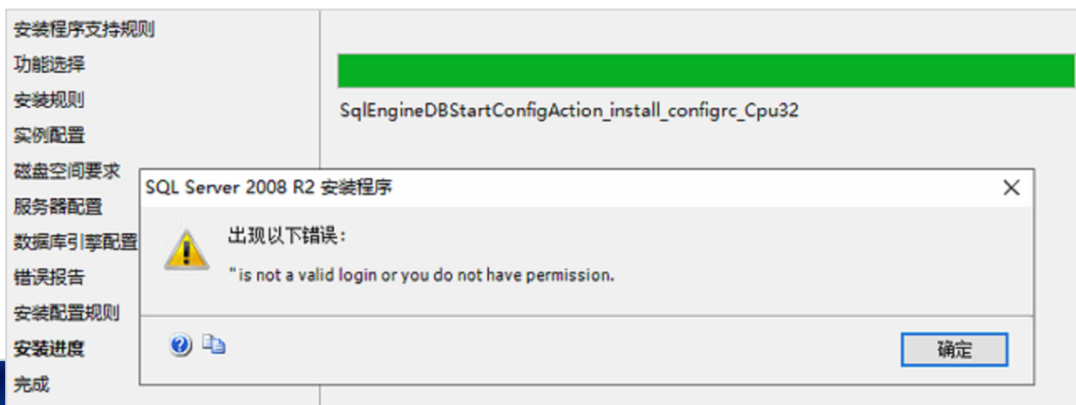 安装程序支持规则
功能选择
安装规则
实例配置
磁盘空间要求
服务器配置
数据库引擎配置
错误报告
安装配置规则
安装进度
完成
SqlEngineDBStartConfigAction_install_configrc_Cpu32
SQL Server 2008 R2 安装程序
出现以下错误：
'' is not a valid login or you do not have permission.
确定